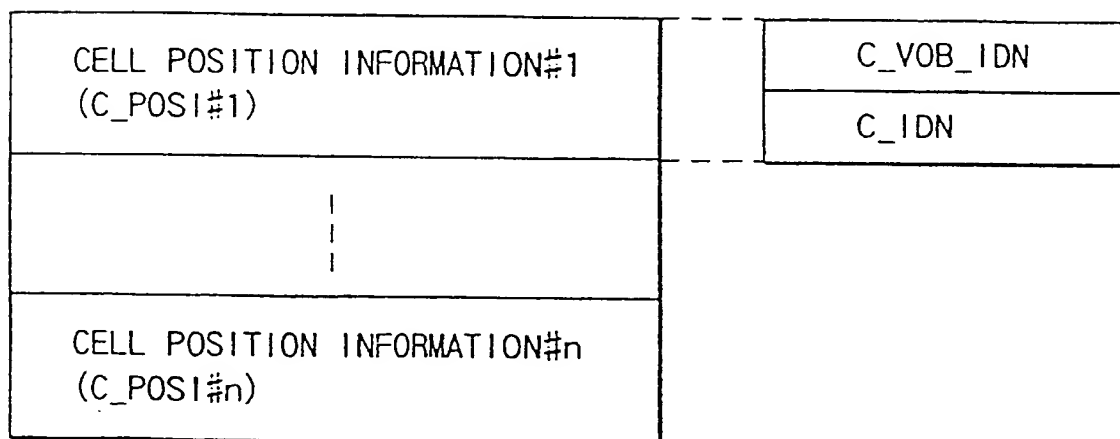 CELL POSITION INFORMATION#1
(C_POSI#1)
C_VOB_IDN
C_IDN
CELL POSITION INFORMATION#n
(C_POSI#n)